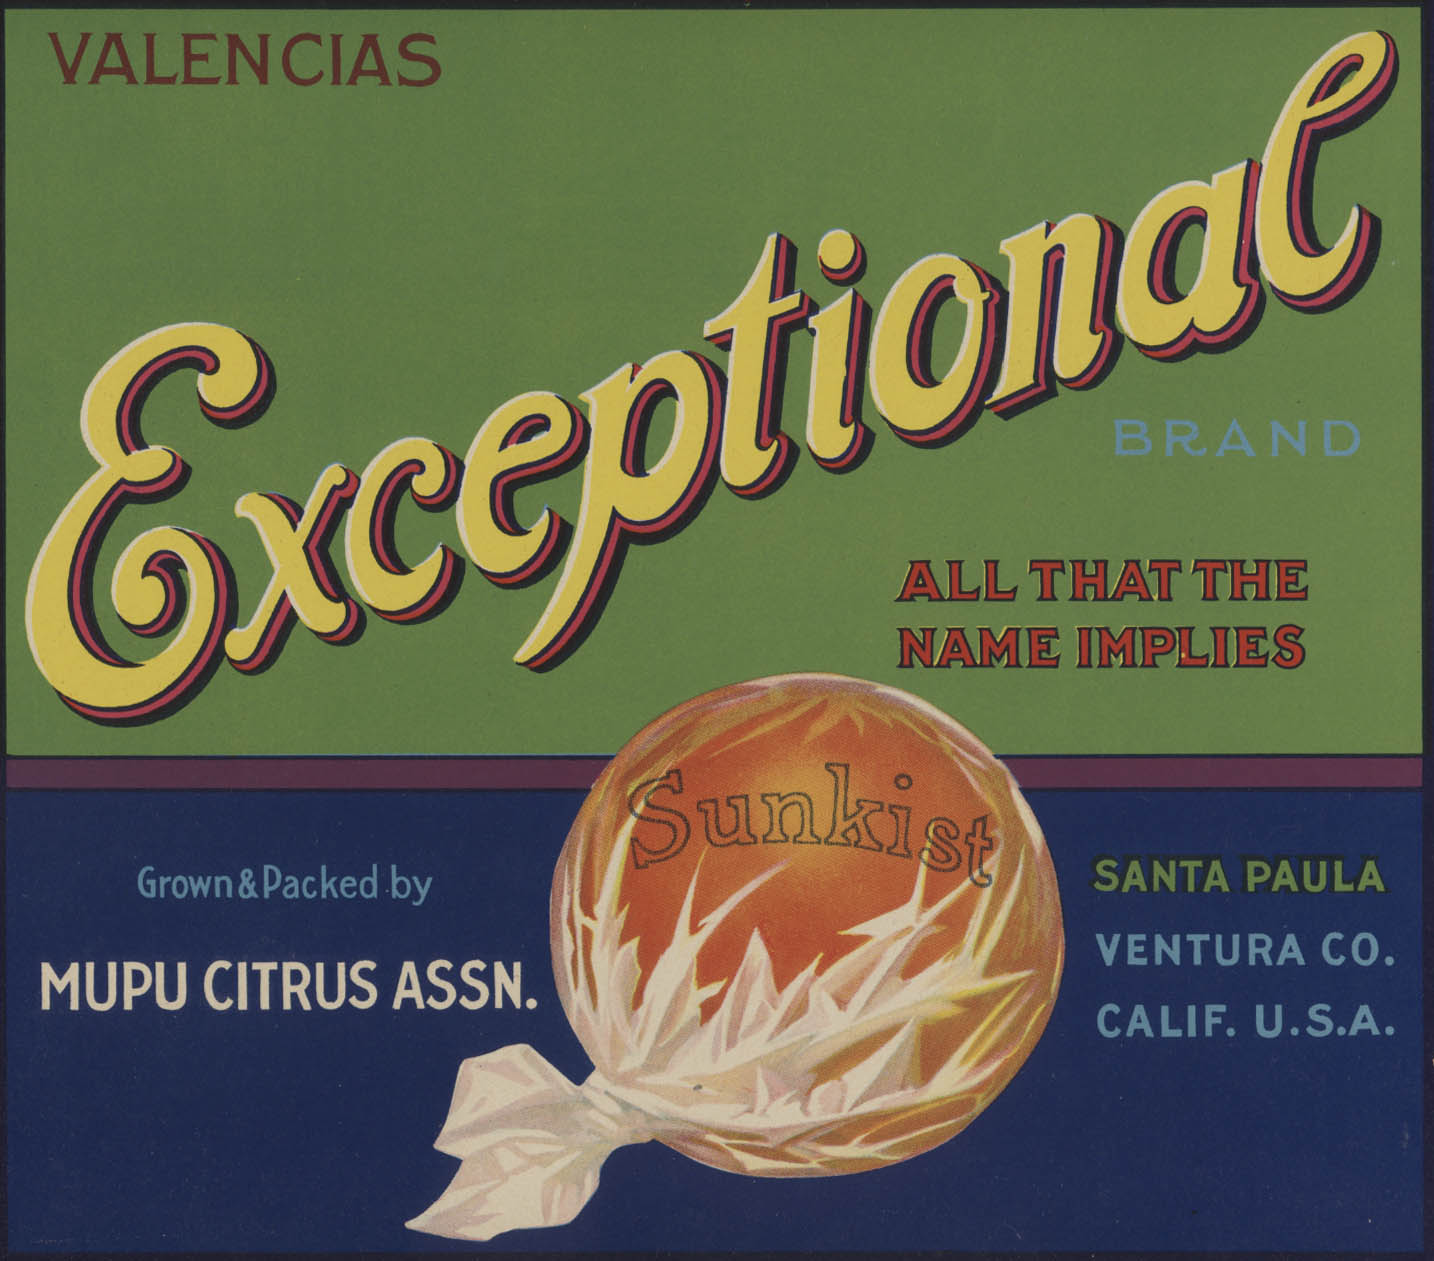 VALENCIAS
Exceptional
BRAND
ALL THAT THE
NAME IMPLIES
Sunkist
Grown & Packed by
MUPU CITRUS ASSN.
SANTA PAULA
VENTURA CO.
CALIF. U.S.A.